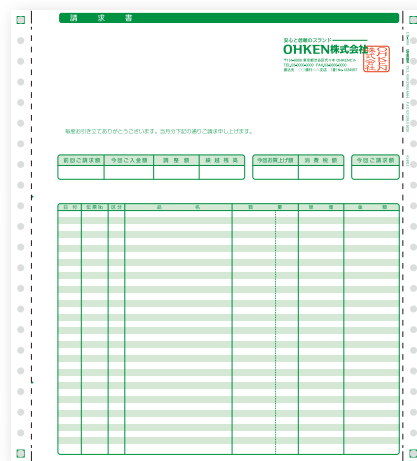 請求書
安心と信頼のブランド
OHKEN株式会社
毎度お引き立てありがとうございます。当月分下記の通りご請求申し上げます。
前回ご請求額 今回ご入金額 調整額 繰越残高 今回お買上げ額 消費税額 今回ご請求額
日付 伝票No 区分 品名 数量 単価 金額